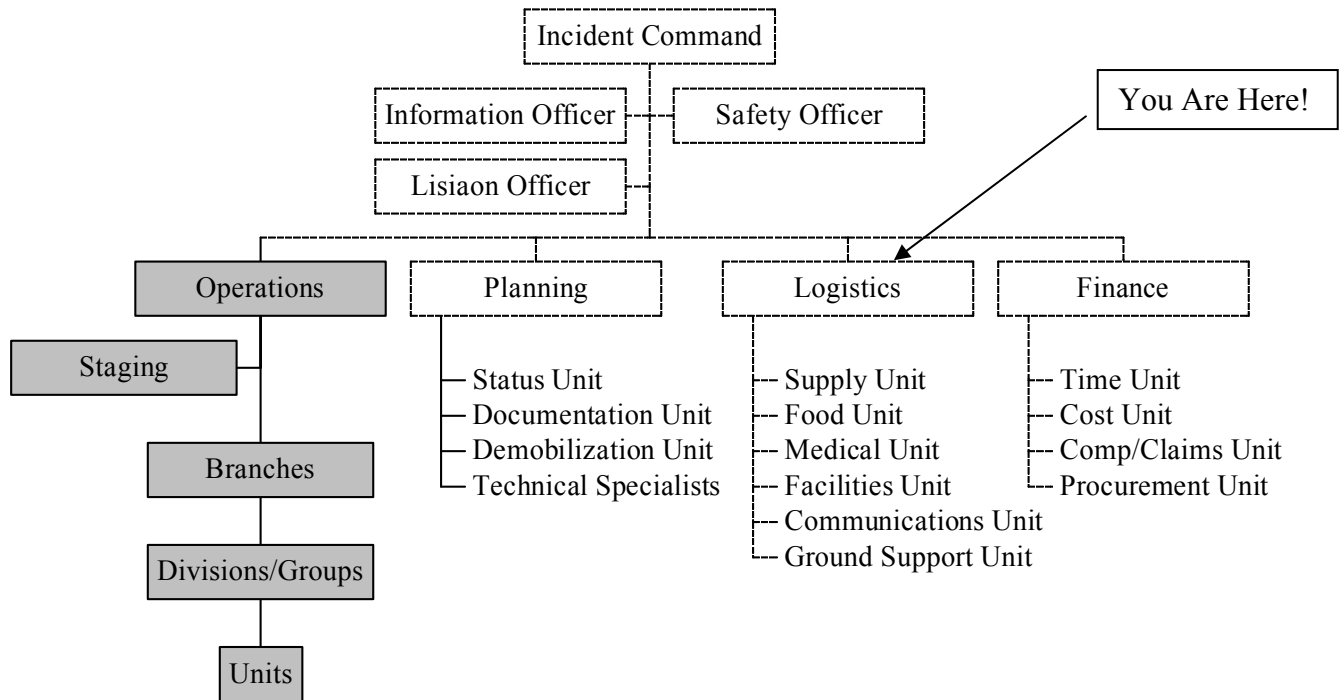 Incident Command
You Are Here!
Information Officer
Safety Officer
Lisiaon Officer
Operations
Planning
Logistics
Finance
Staging
Status Unit
Documentation Unit
Demobilization Unit
Technical Specialists
Supply Unit
Food Unit
Medical Unit
Facilities Unit
Communications Unit
Ground Support Unit
Time Unit
Cost Unit
Comp/Claims Unit
Procurement Unit
Branches
Divisions/Groups
Units